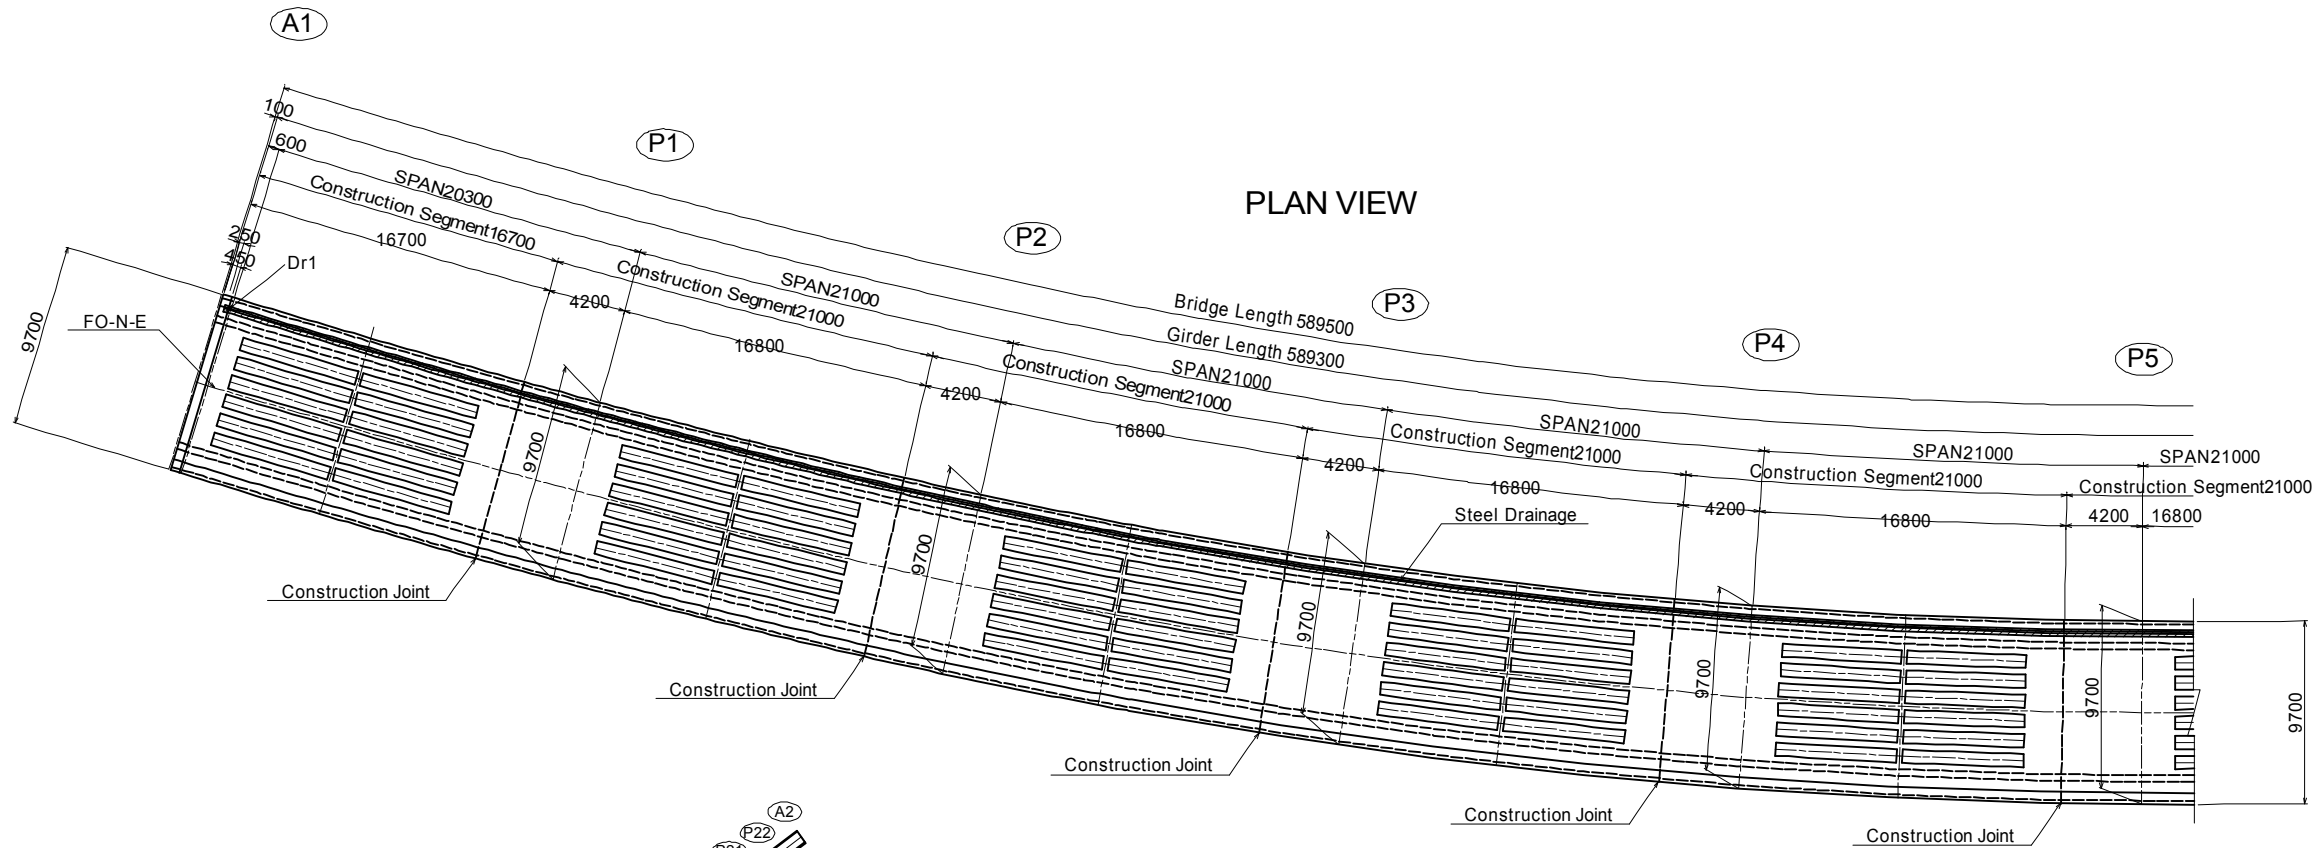 A1
P1
P2
P3
P4
P5
PLAN VIEW
100
600
SPAN20300
Construction Segment16700
16700
250
450
Dr1
9700
FO-N-E
Bridge Length 589500
Girder Length 589300
SPAN21000
SPAN21000
SPAN21000
SPAN21000
SPAN21000
Construction Segment21000
Construction Segment21000
Construction Segment21000
Construction Segment21000
Construction Segment21000
4200
16800
4200
16800
4200
16800
4200
16800
4200
16800
Steel Drainage
9700
9700
9700
9700
9700
9700
Construction Joint
Construction Joint
Construction Joint
Construction Joint
Construction Joint
A2
P22